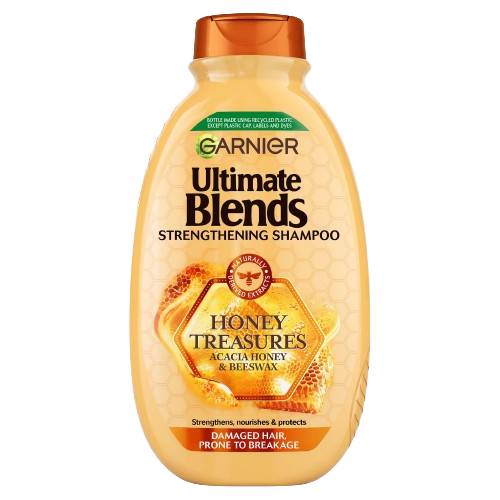 BOTTLE MADE USING RECYCLED PLASTIC
EXCEPT PLASTIC CAP, LABELS AND DYES
GARNIER
Ultimate
Blends
STRENGTHENING SHAMPOO
NATURALLY
DERIVED EXTRACTS
HONEY
TREASURES
ACACIA HONEY
& BEESWAX
Strengthens, nourishes & protects
DAMAGED HAIR,
PRONE TO BREAKAGE